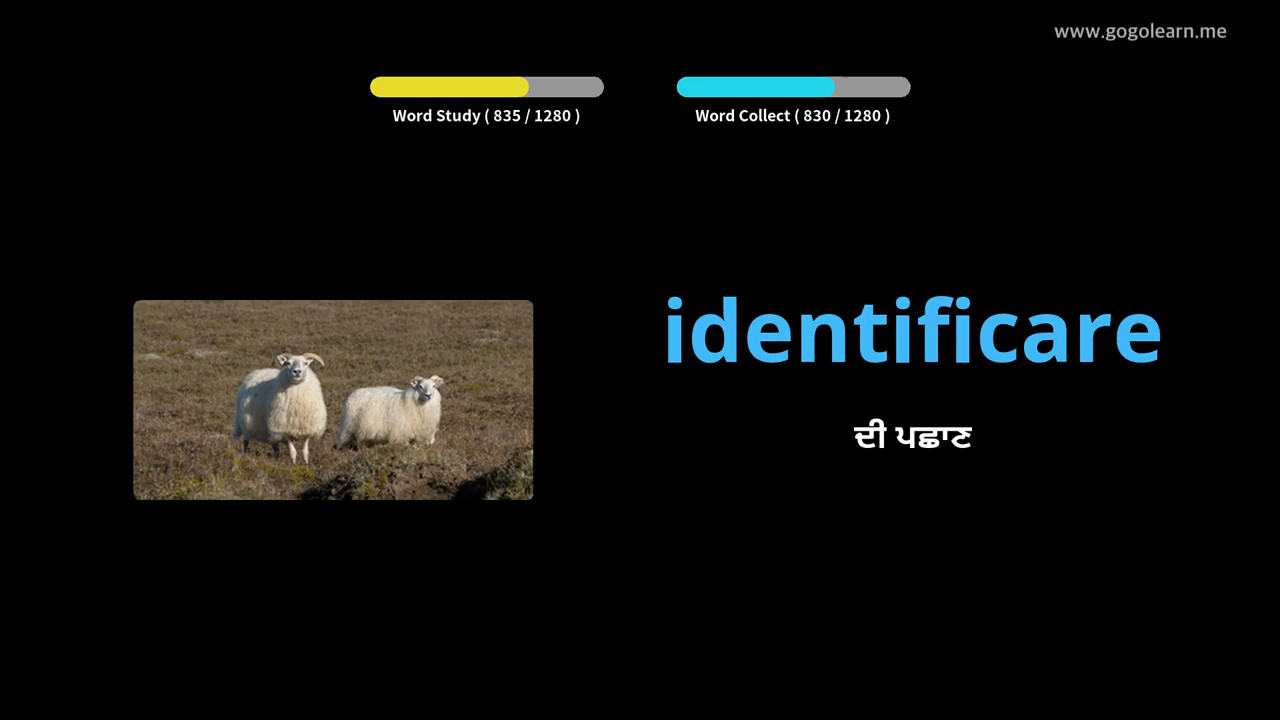 www.gogolearn.me
Word Study ( 835 / 1280 )
Word Collect ( 830 / 1280 )
identificare
ਦੀ ਪਛਾਣ